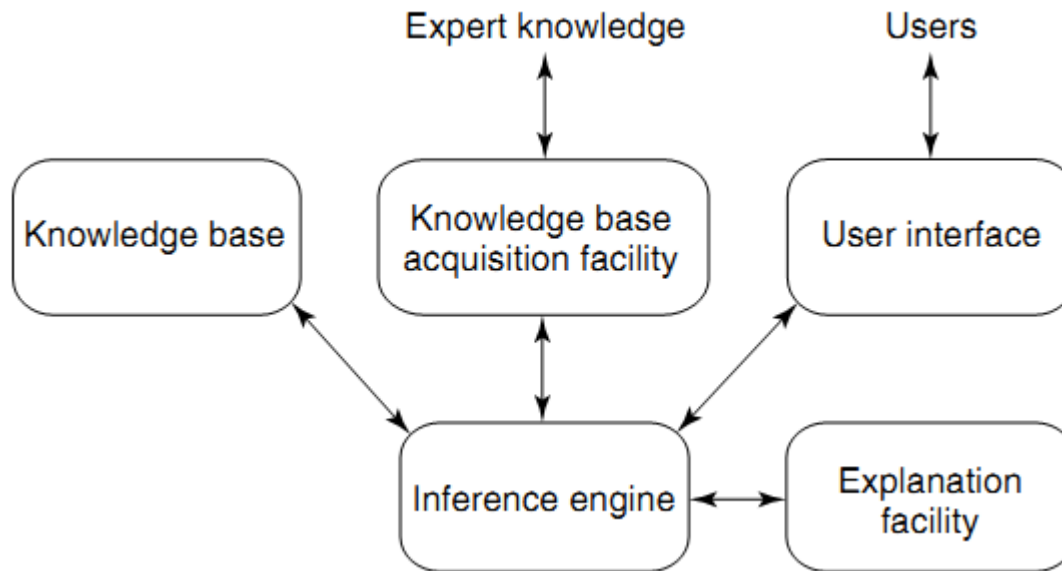 Expert knowledge
Users
Knowledge base
Knowledge base
acquisition facility
User interface
Inference engine
Explanation
facility